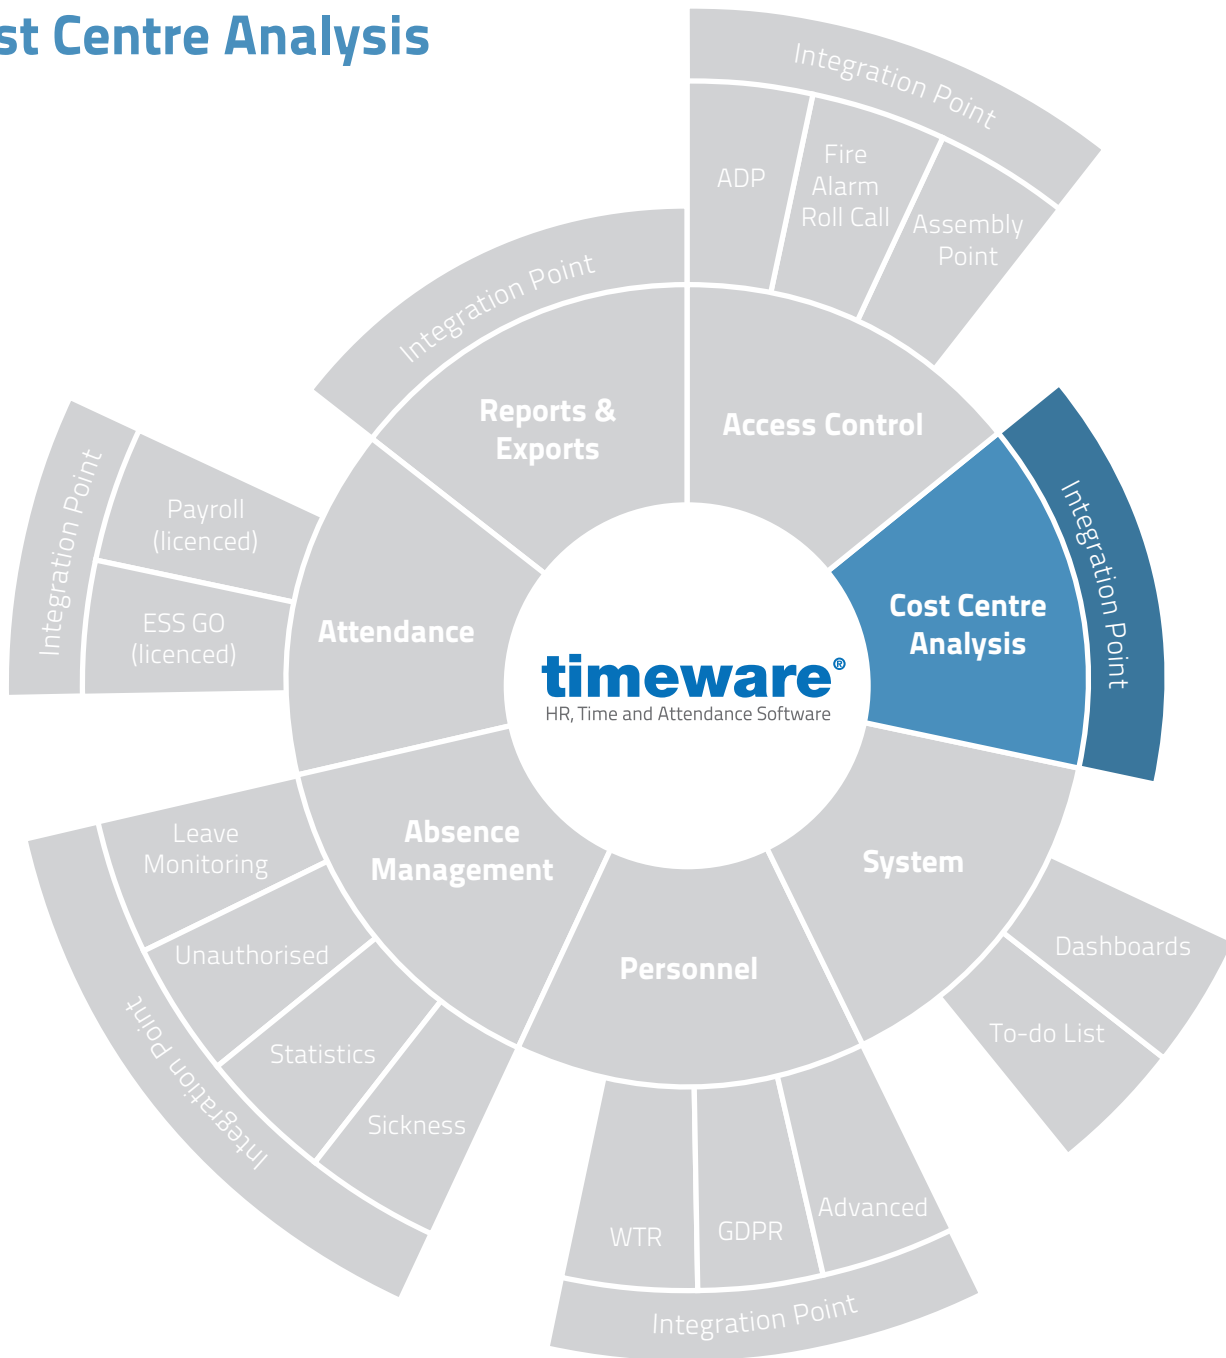 st Centre Analysis
Integration Point
ADP
Fire
Alarm
Roll Call
Assembly
Point
Access Control
Integration Point
Reports &
Exports
Integration Point
Cost Centre
Analysis
Integration Point
Payroll
(licenced)
ESS GO
(licenced)
Attendance
timeware®
HR, Time and Attendance Software
System
Dashboards
To-do List
Absence
Management
Leave
Monitoring
Unauthorised
Statistics
Sickness
Integration Point
Personnel
WTR
GDPR
Advanced
Integration Point